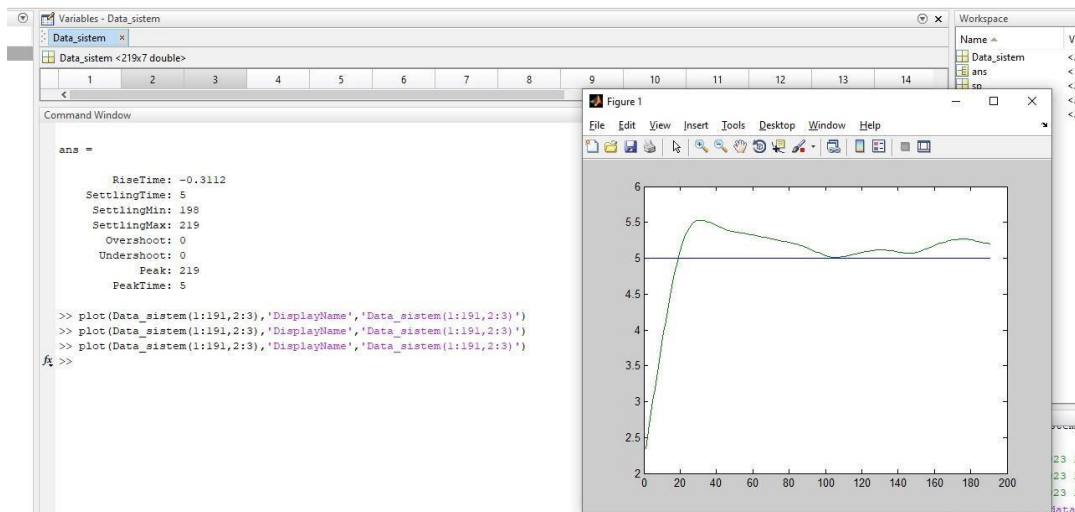 Variables - Data_sistem
Data_sistem
Data_sistem <219x7 double>
1 2 3 4 5 6 7 8 9 10 11 12 13 14
Command Window
ans =
RiseTime: -0.3112
SettlingTime: 5
SettlingMin: 198
SettlingMax: 219
Overshoot: 0
Undershoot: 0
Peak: 219
PeakTime: 5
>> plot(Data_sistem(1:191,2:3),'DisplayName','Data_sistem(1:191,2:3)')
>> plot(Data_sistem(1:191,2:3),'DisplayName','Data_sistem(1:191,2:3)')
>> plot(Data_sistem(1:191,2:3),'DisplayName','Data_sistem(1:191,2:3)')
fx >>
Figure 1
File Edit View Insert Tools Desktop Window Help
6
5.5
5
4.5
4
3.5
3
2.5
2
0 20 40 60 80 100 120 140 160 180 200
Workspace
Name V
Data_sistem <
ans <
sp <
23
23
23